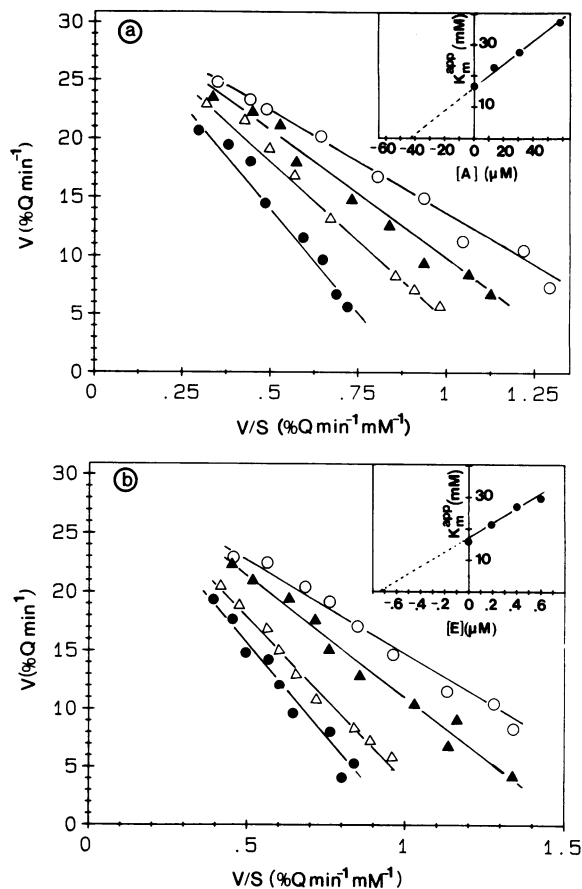 a
30
25
20
15
10
5
0
V (%Q min⁻¹)
0 .25 .5 0.75 1 1.25
V/S (%Q min⁻¹ mM⁻¹)
K_m^app (mM)
30
10
-60 -40 -20 0 20 40
[A] (µM)
b
30
25
20
15
10
5
0
V(%Q min⁻¹)
0 .5 1 1.5
V/S (%Q min⁻¹ mM⁻¹)
K_m^app (mM)
30
10
-.6 -.4 -.2 0 .2 .4 .6
[E](µM)